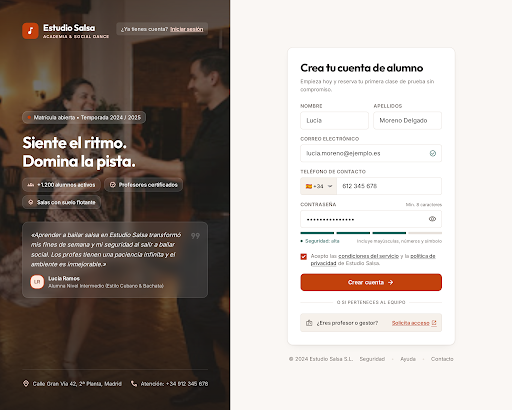 Estudio Salsa
ACADEMIA & SOCIAL DANCE
¿Ya tienes cuenta? Iniciar sesión
Matrícula abierta • Temporada 2024 / 2025
Siente el ritmo.
Domina la pista.
+1.200 alumnos activos
Profesores certificados
Salas con suelo flotante
«Aprender a bailar salsa en Estudio Salsa transformó
mis fines de semana y mi seguridad al salir a bailar
social. Los profes tienen una paciencia infinita y el
ambiente es inmejorable.»
LR
Lucía Ramos
Alumna Nivel Intermedio (Estilo Cubano & Bachata)
Calle Gran Vía 42, 2ª Planta, Madrid
Atención: +34 912 345 678
Crea tu cuenta de alumno
Empieza hoy y reserva tu primera clase de prueba sin
compromiso.
NOMBRE
APELLIDOS
Lucía
Moreno Delgado
CORREO ELECTRÓNICO
lucia.moreno@ejemplo.es
TELÉFONO DE CONTACTO
+34
612 345 678
CONTRASEÑA
Mín. 8 caracteres
•••••••••••••••
Seguridad: alta
Incluye mayúsculas, números y símbolo
Acepto las condiciones del servicio y la política de
privacidad de Estudio Salsa.
Crear cuenta →
O SI PERTENECES AL EQUIPO
¿Eres profesor o gestor?
Solicita acceso
© 2024 Estudio Salsa S.L. · Seguridad · Ayuda · Contacto